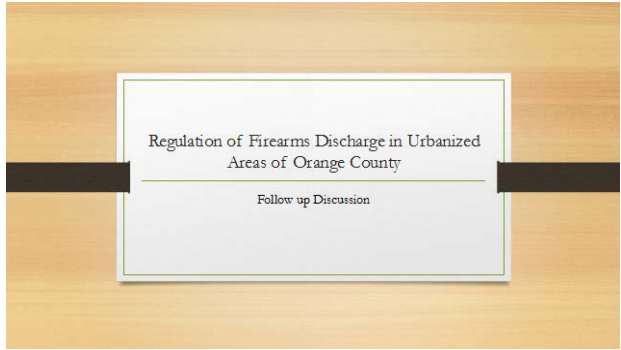 Regulation of Firearms Discharge in Urbanized
Areas of Orange County
Follow up Discussion